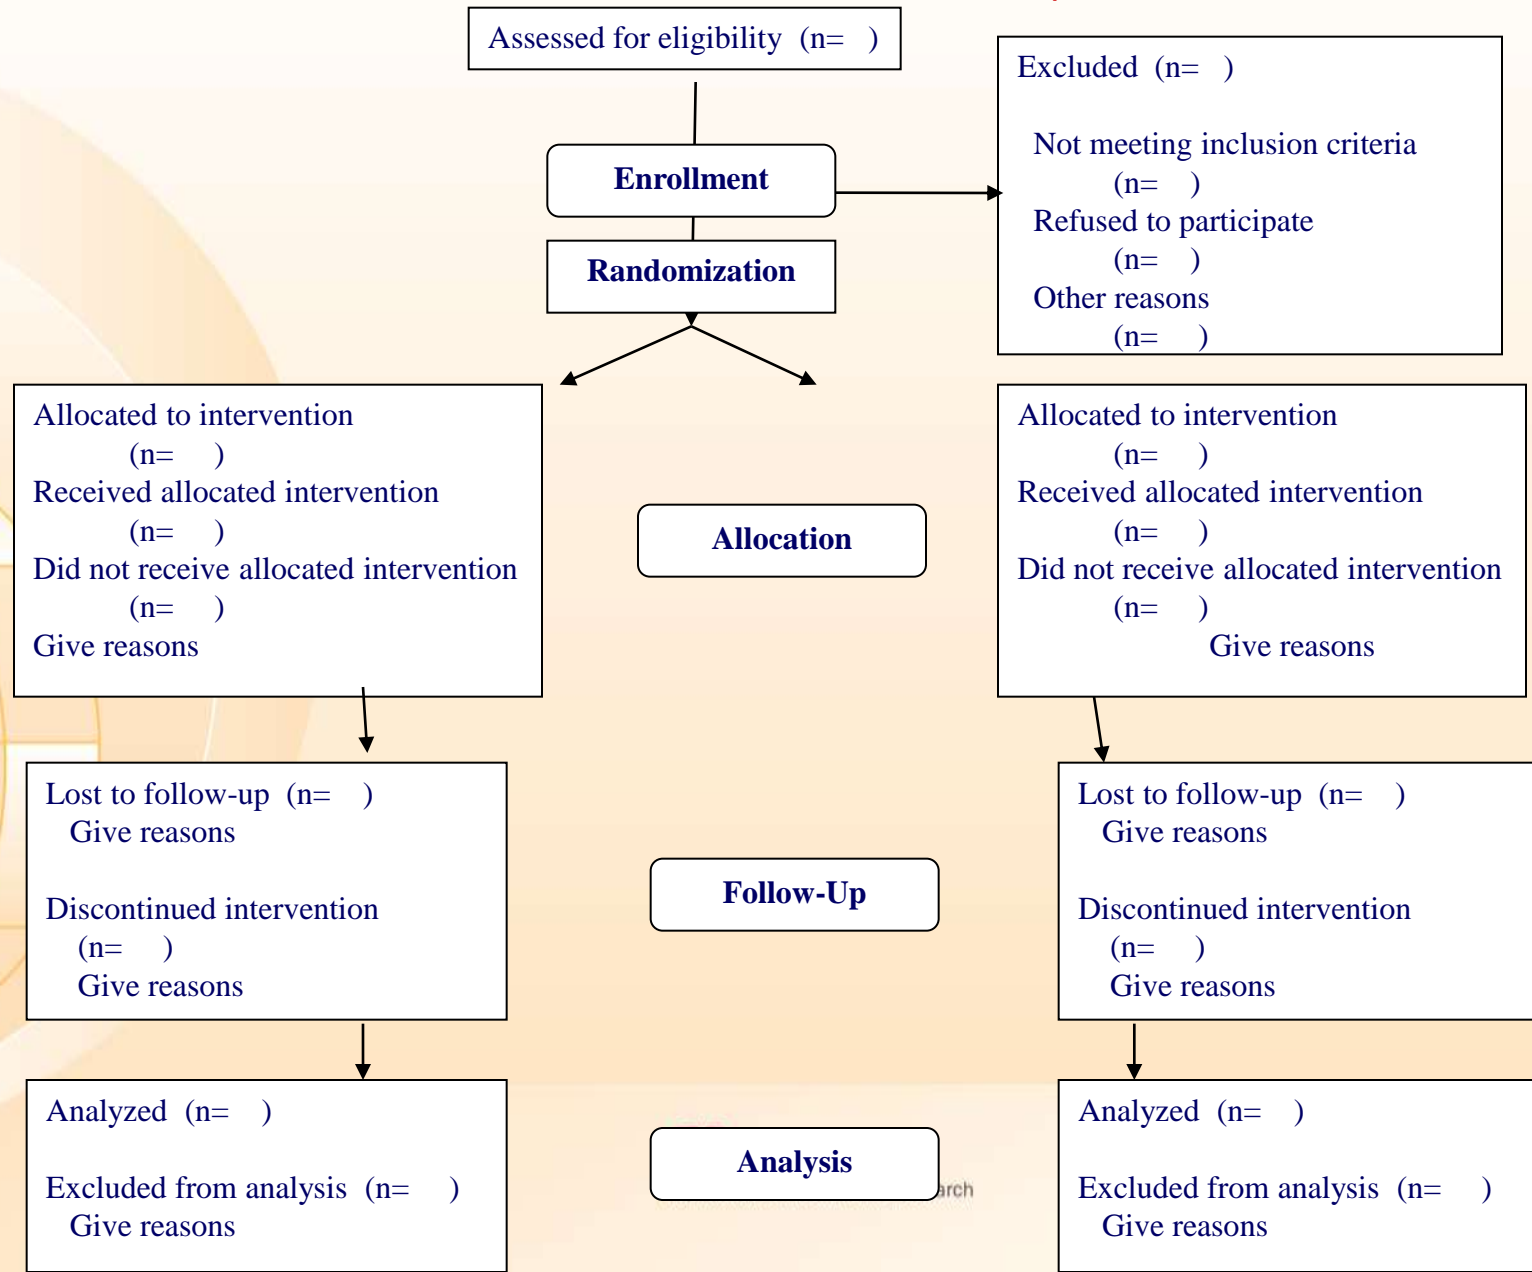 Assessed for eligibility (n= )
Excluded (n= )
Not meeting inclusion criteria
(n= )
Refused to participate
(n= )
Other reasons
(n= )
Enrollment
Randomization
Allocated to intervention
(n= )
Received allocated intervention
(n= )
Did not receive allocated intervention
(n= )
Give reasons
Allocation
Allocated to intervention
(n= )
Received allocated intervention
(n= )
Did not receive allocated intervention
(n= )
Give reasons
Lost to follow-up (n= )
Give reasons
Discontinued intervention
(n= )
Give reasons
Follow-Up
Lost to follow-up (n= )
Give reasons
Discontinued intervention
(n= )
Give reasons
Analyzed (n= )
Excluded from analysis (n= )
Give reasons
Analysis
Analyzed (n= )
Excluded from analysis (n= )
Give reasons